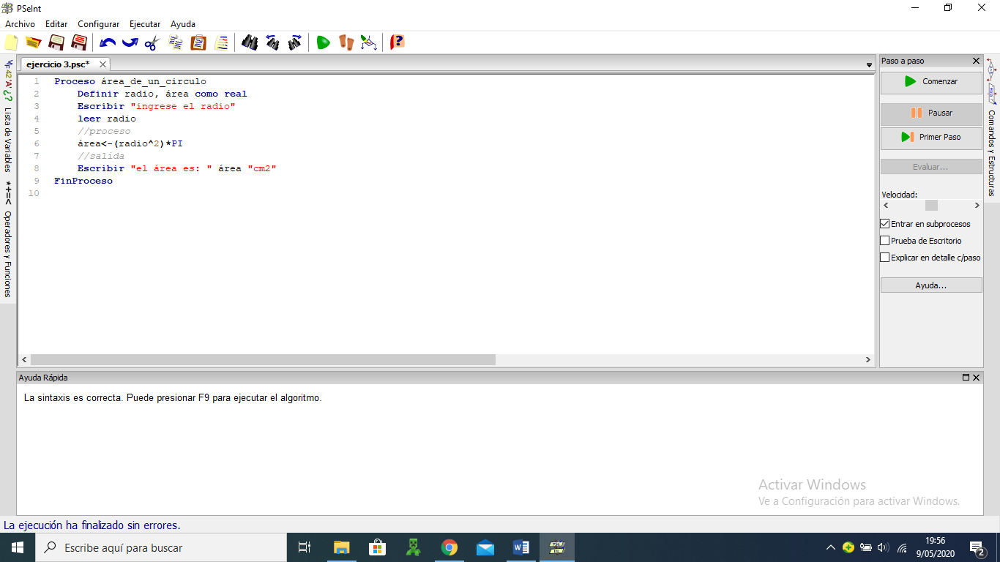 PSeInt
Archivo Editar Configurar Ejecutar Ayuda
ejercicio 3.psc*
1 Proceso área_de_un_circulo
2 Definir radio, área como real
3 Escribir "ingrese el radio"
4 leer radio
5 //proceso
6 área<-(radio^2)*PI
7 //salida
8 Escribir "el área es: " área "cm2"
9 FinProceso
10
42 'A' ¿? Lista de Variables
*+=< Operadores y Funciones
Paso a paso
Comenzar
Pausar
Primer Paso
Evaluar...
Velocidad:
Entrar en subprocesos
Prueba de Escritorio
Explicar en detalle c/paso
Ayuda...
Comandos y Estructuras
Ayuda Rápida
La sintaxis es correcta. Puede presionar F9 para ejecutar el algoritmo.
Activar Windows
Ve a Configuración para activar Windows.
La ejecución ha finalizado sin errores.
Escribe aquí para buscar
19:56
9/05/2020
2